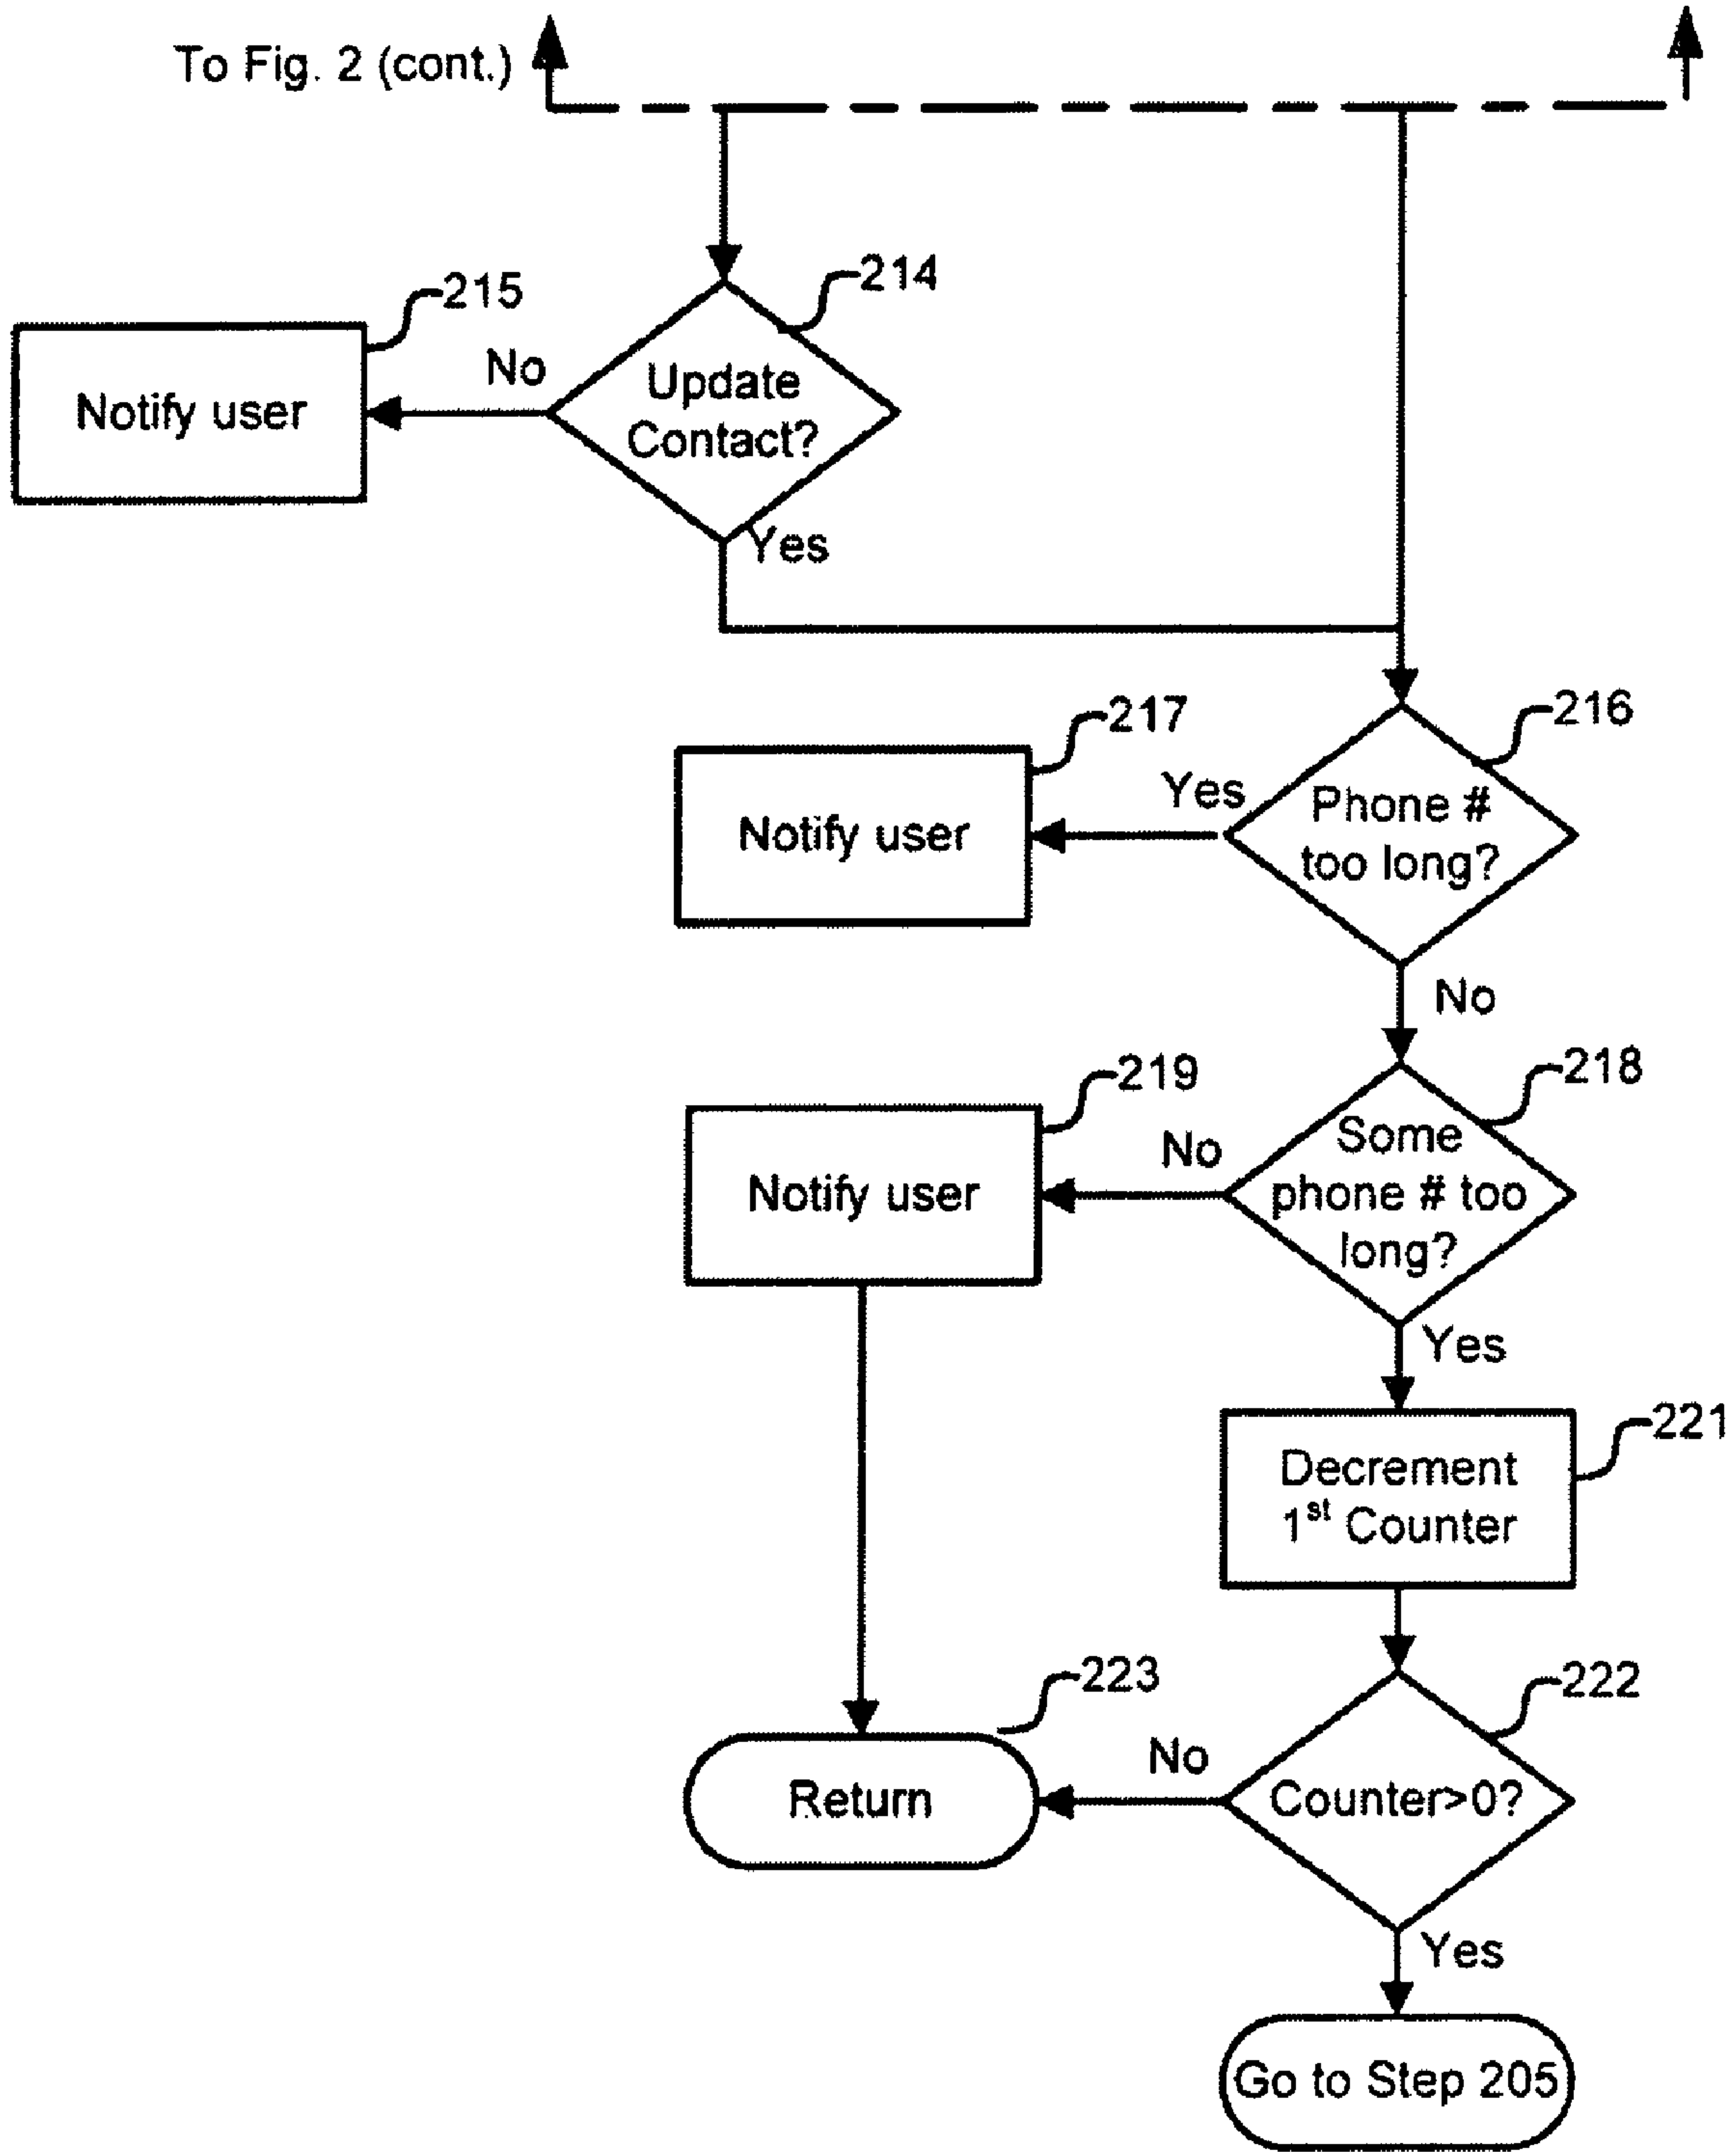 To Fig. 2 (cont.)
214
215
No
Update
Contact?
Notify user
Yes
217
216
Yes
Phone #
too long?
Notify user
No
219
218
No
Some
phone # too
long?
Notify user
Yes
221
Decrement
1st Counter
223
222
No
Return
Counter>0?
Yes
Go to Step 205